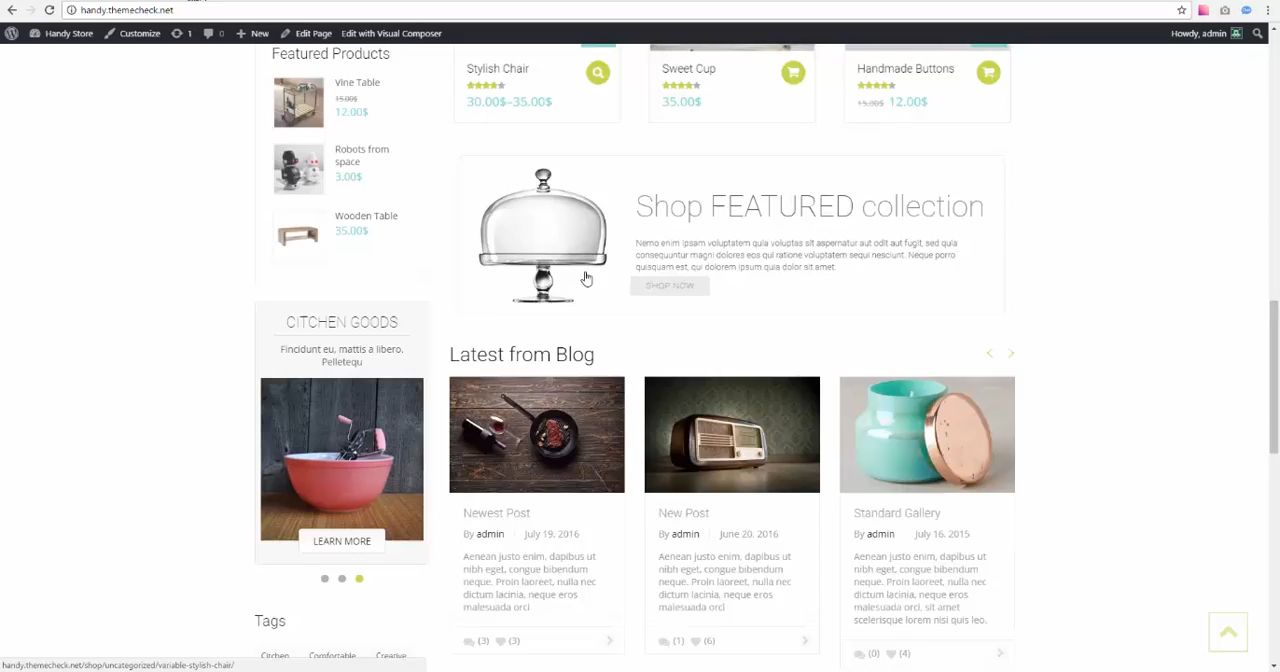 handy.themecheck.net
Handy Store
Customize
1
0
New
Edit Page
Edit with Visual Composer
Howdy, admin
Featured Products
Vine Table
15.00$
12.00$
Robots from
space
3.00$
Wooden Table
35.00$
Stylish Chair
30.00$–35.00$
Sweet Cup
35.00$
Handmade Buttons
15.00$ 12.00$
Shop FEATURED collection
Nemo enim ipsam voluptatem quia voluptas sit aspernatur aut odit aut fugit, sed quia
consequuntur magni dolores eos qui ratione voluptatem sequi nesciunt. Neque porro
quisquam est, qui dolorem ipsum quia dolor sit amet.
SHOP NOW
CITCHEN GOODS
Fincidunt eu, mattis a libero.
Pelletequ
LEARN MORE
Latest from Blog
Newest Post
By admin July 19, 2016
Aenean justo enim, dapibus ut
nibh eget, congue bibendum
neque. Proin laoreet, nulla nec
dictum lacinia, neque eros
malesuada orci
(3) (3)
New Post
By admin June 20, 2016
Aenean justo enim, dapibus ut
nibh eget, congue bibendum
neque. Proin laoreet, nulla nec
dictum lacinia, neque eros
malesuada orci
(1) (6)
Standard Gallery
By admin July 16, 2015
Aenean justo enim, dapibus ut
nibh eget, congue bibendum
neque. Proin laoreet, nulla nec
dictum lacinia, neque eros
malesuada orci, sit amet
scelerisque lorem nisi quis leo.
(0) (4)
Tags
Citchen Comfortable Creative
handy.themecheck.net/shop/uncategorized/variable-stylish-chair/